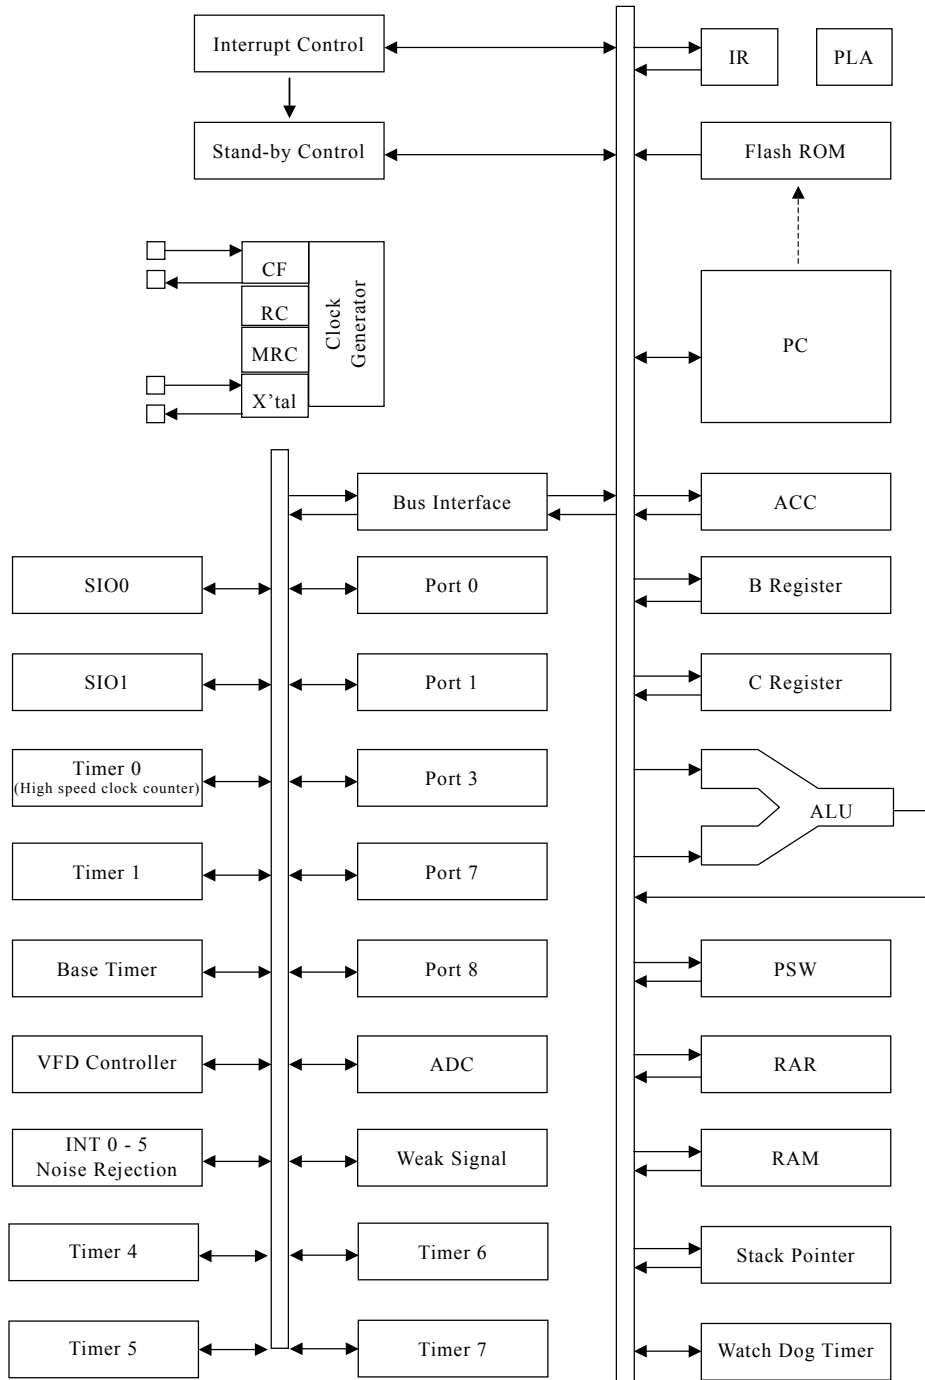 Interrupt Control
IR
PLA
Stand-by Control
Flash ROM
CF
RC
MRC
X'tal
Clock
Generator
PC
Bus Interface
ACC
SIO0
Port 0
B Register
SIO1
Port 1
C Register
Timer 0
(High speed clock counter)
Port 3
ALU
Timer 1
Port 7
Base Timer
Port 8
PSW
VFD Controller
ADC
RAR
INT 0 - 5
Noise Rejection
Weak Signal
RAM
Timer 4
Timer 6
Stack Pointer
Timer 5
Timer 7
Watch Dog Timer